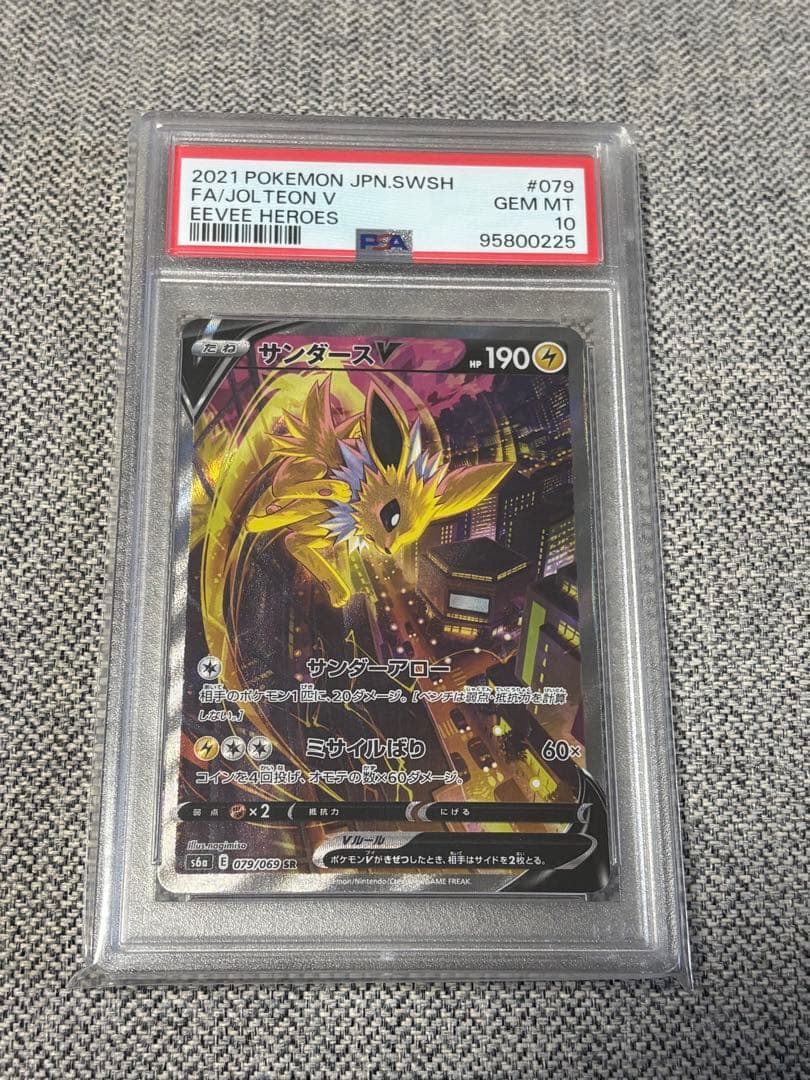 2021 POKEMON JPN.SWSH #079
FA/JOLTEON V GEM MT
EEVEE HEROES 10
PSA 95800225
たね サンダースV HP 190
サンダーアロー
相手のポケモン1匹に、20ダメージ。[ベンチは弱点・抵抗力を計算
しない。]
ミサイルばり 60×
コインを4回投げ、オモテの数×60ダメージ。
弱点 ×2 抵抗力 にげる
Illus. nagimiso
Vルール
s6a E 079/069 SR ポケモンVがきぜつしたとき、相手はサイドを2枚とる。
GAME FREAK.